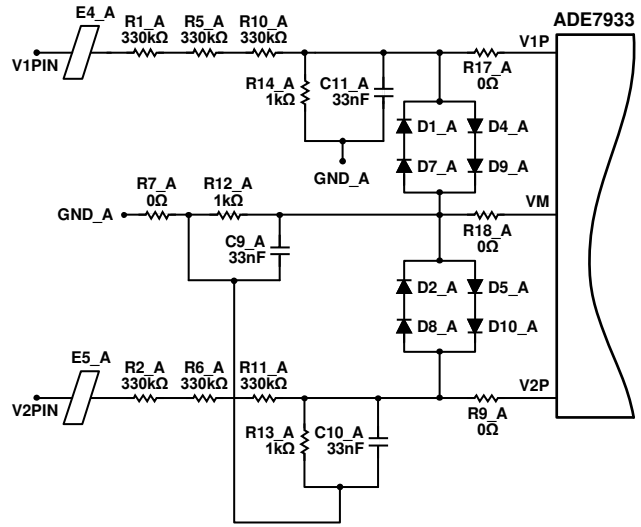 ADE7933
E4_A
R1_A
330kΩ
R5_A
330kΩ
R10_A
330kΩ
V1PIN
V1P
R17_A
0Ω
R14_A
1kΩ
C11_A
33nF
GND_A
D1_A
D4_A
D7_A
D9_A
GND_A
R7_A
0Ω
R12_A
1kΩ
C9_A
33nF
VM
R18_A
0Ω
D2_A
D5_A
D8_A
D10_A
E5_A
R2_A
330kΩ
R6_A
330kΩ
R11_A
330kΩ
V2PIN
V2P
R9_A
0Ω
R13_A
1kΩ
C10_A
33nF